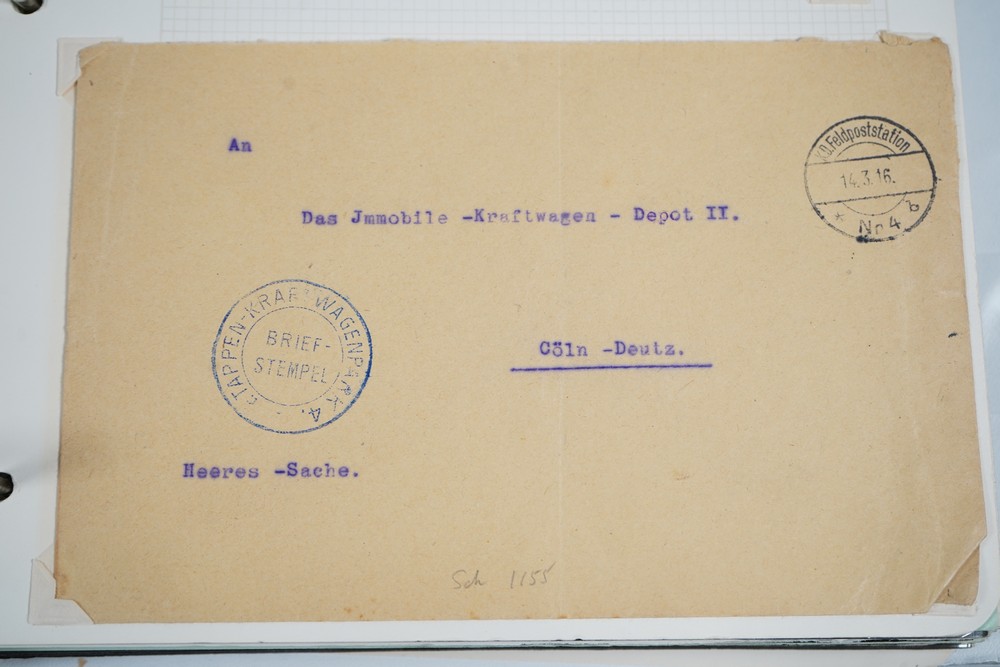 An
K.D.Feldpoststation
14.3.16.
* Nr 4 b
Das Jmmobile -Kraftwagen - Depot II.
ETAPPEN-KRAFTWAGENPARK 4.
BRIEF-
STEMPEL
Cöln -Deutz.
Heeres -Sache.
Sch 1155